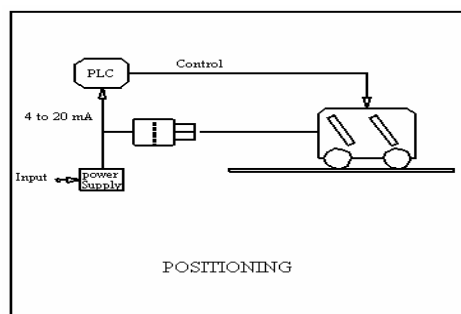 PLC
Control
4 to 20 mA
Input
power
Supply
POSITIONING